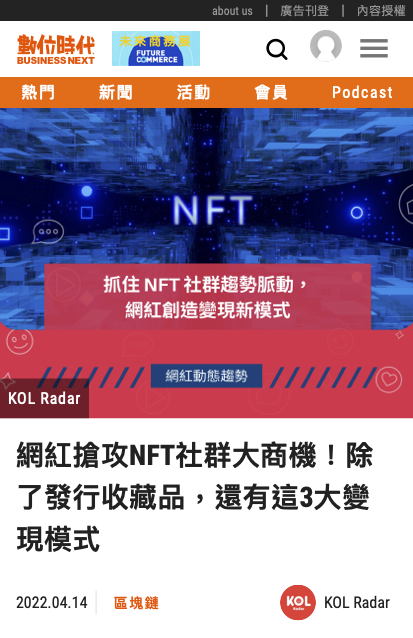 about us | 廣告刊登 | 內容授權
數位時代
BUSINESS NEXT
未來商務展
FUTURE
COMMERCE
熱門 新聞 活動 會員 Podcast
NFT
抓住 NFT 社群趨勢脈動，
網紅創造變現新模式
網紅動態趨勢
KOL Radar
網紅搶攻NFT社群大商機！除
了發行收藏品，還有這3大變
現模式
2022.04.14 區塊鏈 KOL KOL Radar